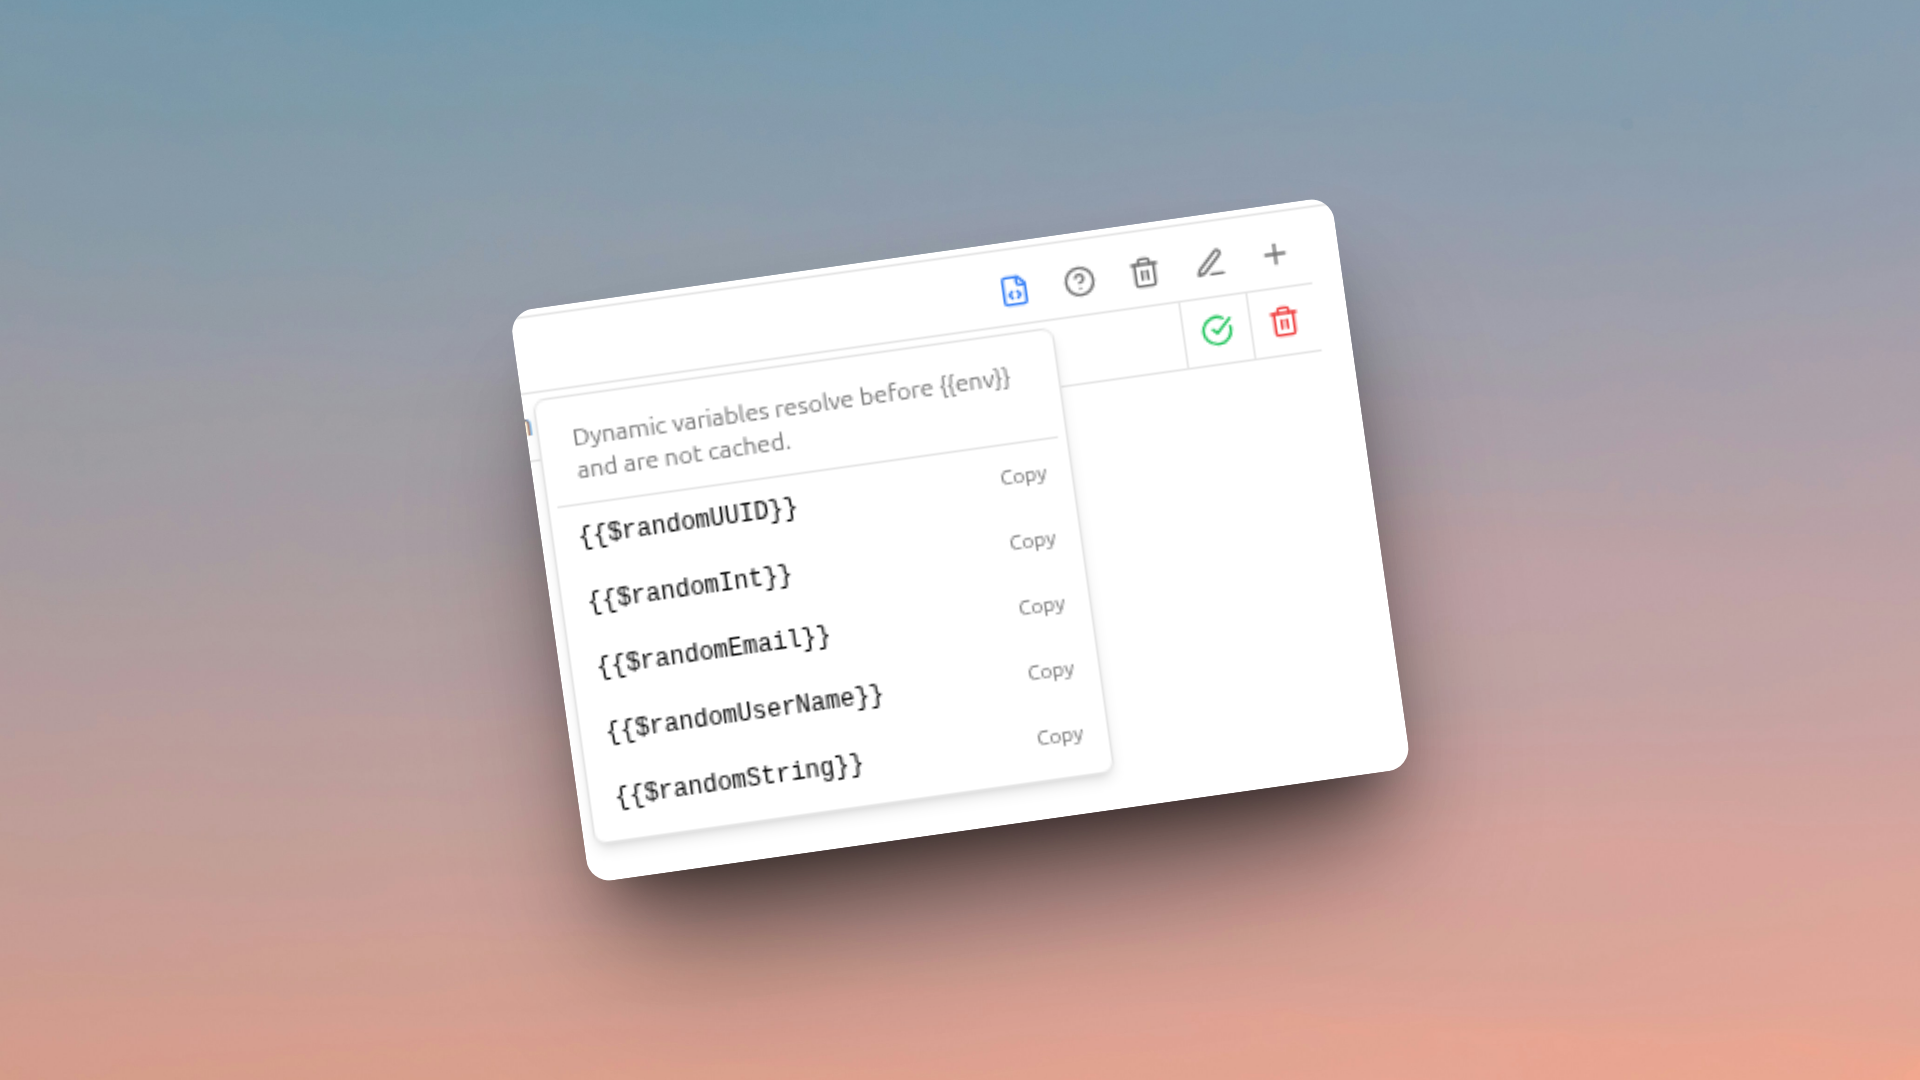 Dynamic variables resolve before {{env}}
and are not cached.
{{$randomUUID}} Copy
{{$randomInt}} Copy
{{$randomEmail}} Copy
{{$randomUserName}} Copy
{{$randomString}} Copy